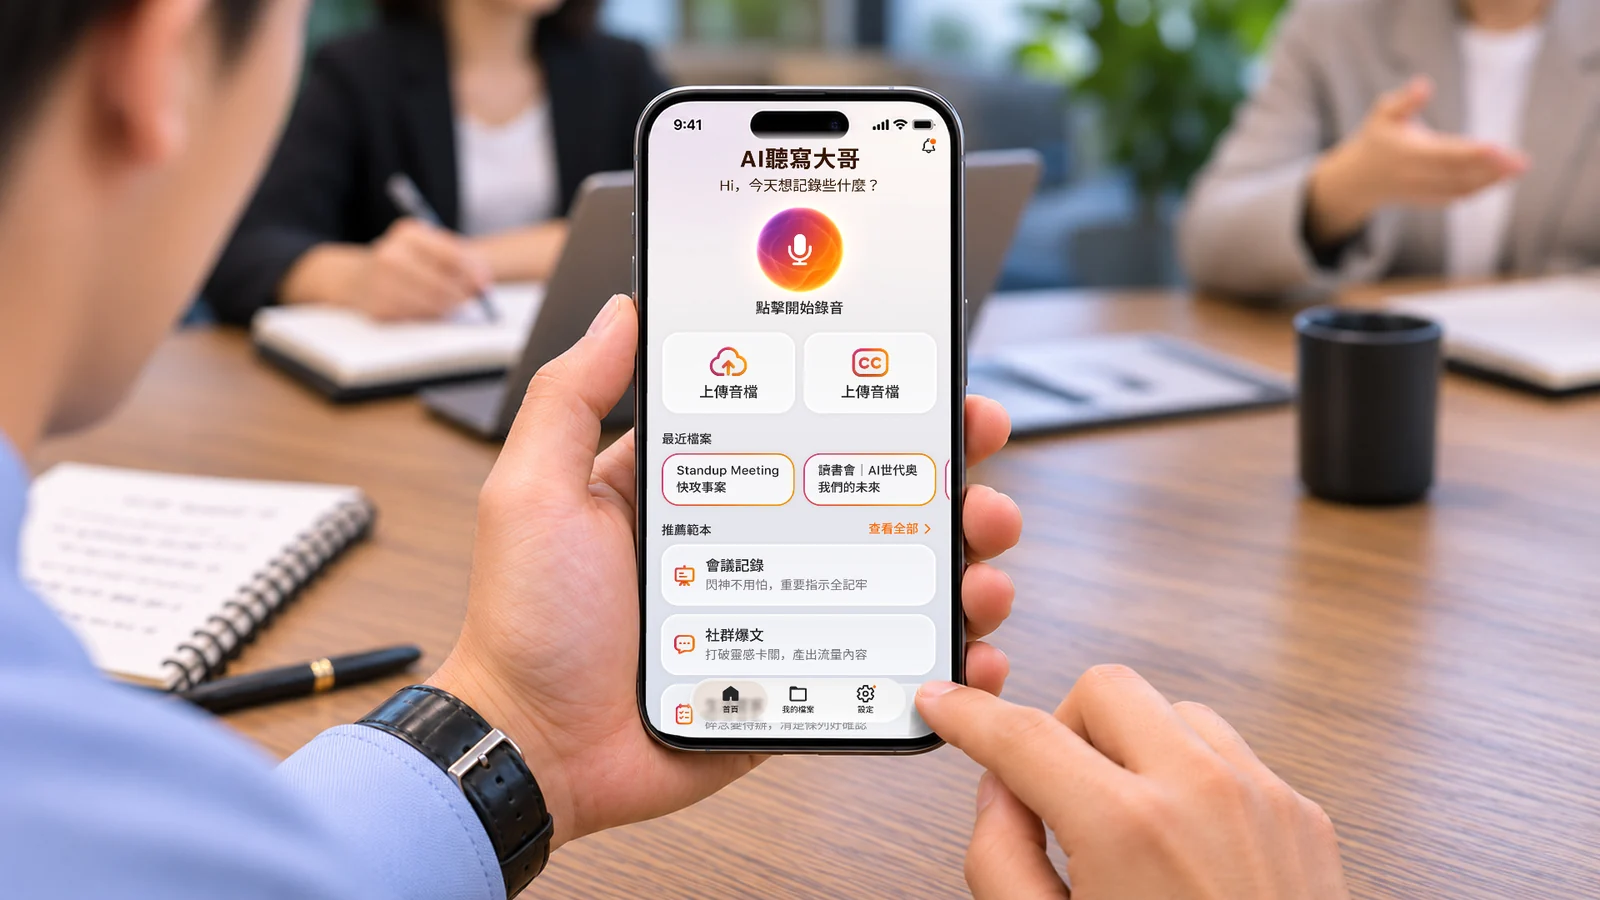 9:41
AI聽寫大哥
Hi，今天想記錄些什麼？
點擊開始錄音
上傳音檔
CC
上傳音檔
最近檔案
Standup Meeting
快攻事案
讀書會｜AI世代奥
我們的未來
推薦範本
查看全部
會議記錄
閃神不用怕，重要指示全記牢
社群爆文
打破靈感卡關，產出流量內容
首頁
我的檔案
設定